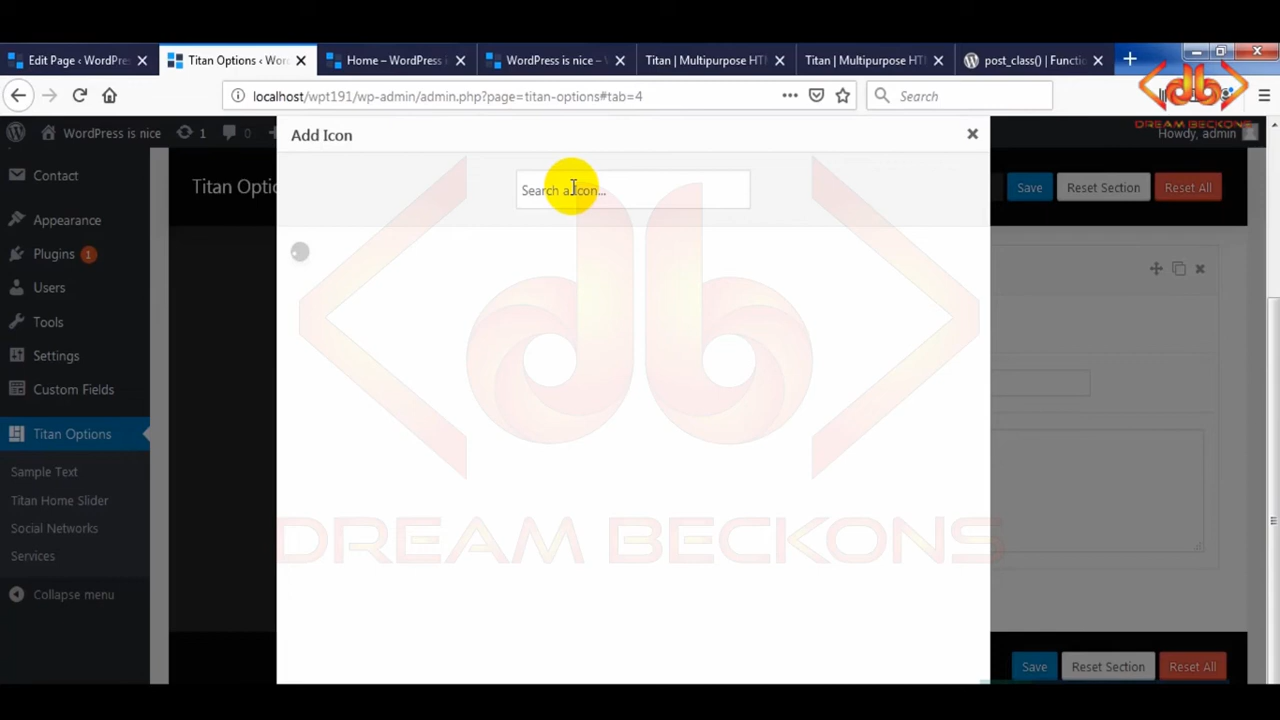 Edit Page ‹ WordPre
Titan Options ‹ Wor
Home – WordPress i
WordPress is nice –
Titan | Multipurpose HT
Titan | Multipurpose HT
post_class() | Functio
localhost/wpt191/wp-admin/admin.php?page=titan-options#tab=4
Search
DREAM BECKONS
WordPress is nice
1
0
Howdy, admin
Add Icon
Contact
Titan Optio
Search a Icon...
Save
Reset Section
Reset All
Appearance
Plugins 1
Users
Tools
Settings
Custom Fields
Titan Options
Sample Text
Titan Home Slider
Social Networks
DREAM BECKONS
Services
Collapse menu
Save
Reset Section
Reset All